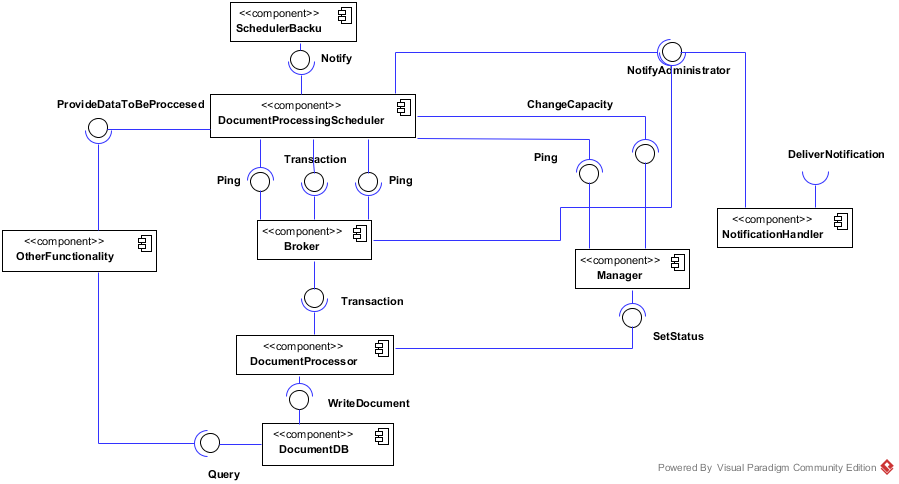 <<component>>
SchedulerBacku
Notify
NotifyAdministrator
ProvideDataToBeProccesed
<<component>>
DocumentProcessingScheduler
ChangeCapacity
Ping
Transaction
Ping
Ping
DeliverNotification
<<component>>
OtherFunctionality
<<component>>
Broker
<<component>>
Manager
<<component>>
NotificationHandler
Transaction
SetStatus
<<component>>
DocumentProcessor
WriteDocument
<<component>>
DocumentDB
Query
Powered By Visual Paradigm Community Edition